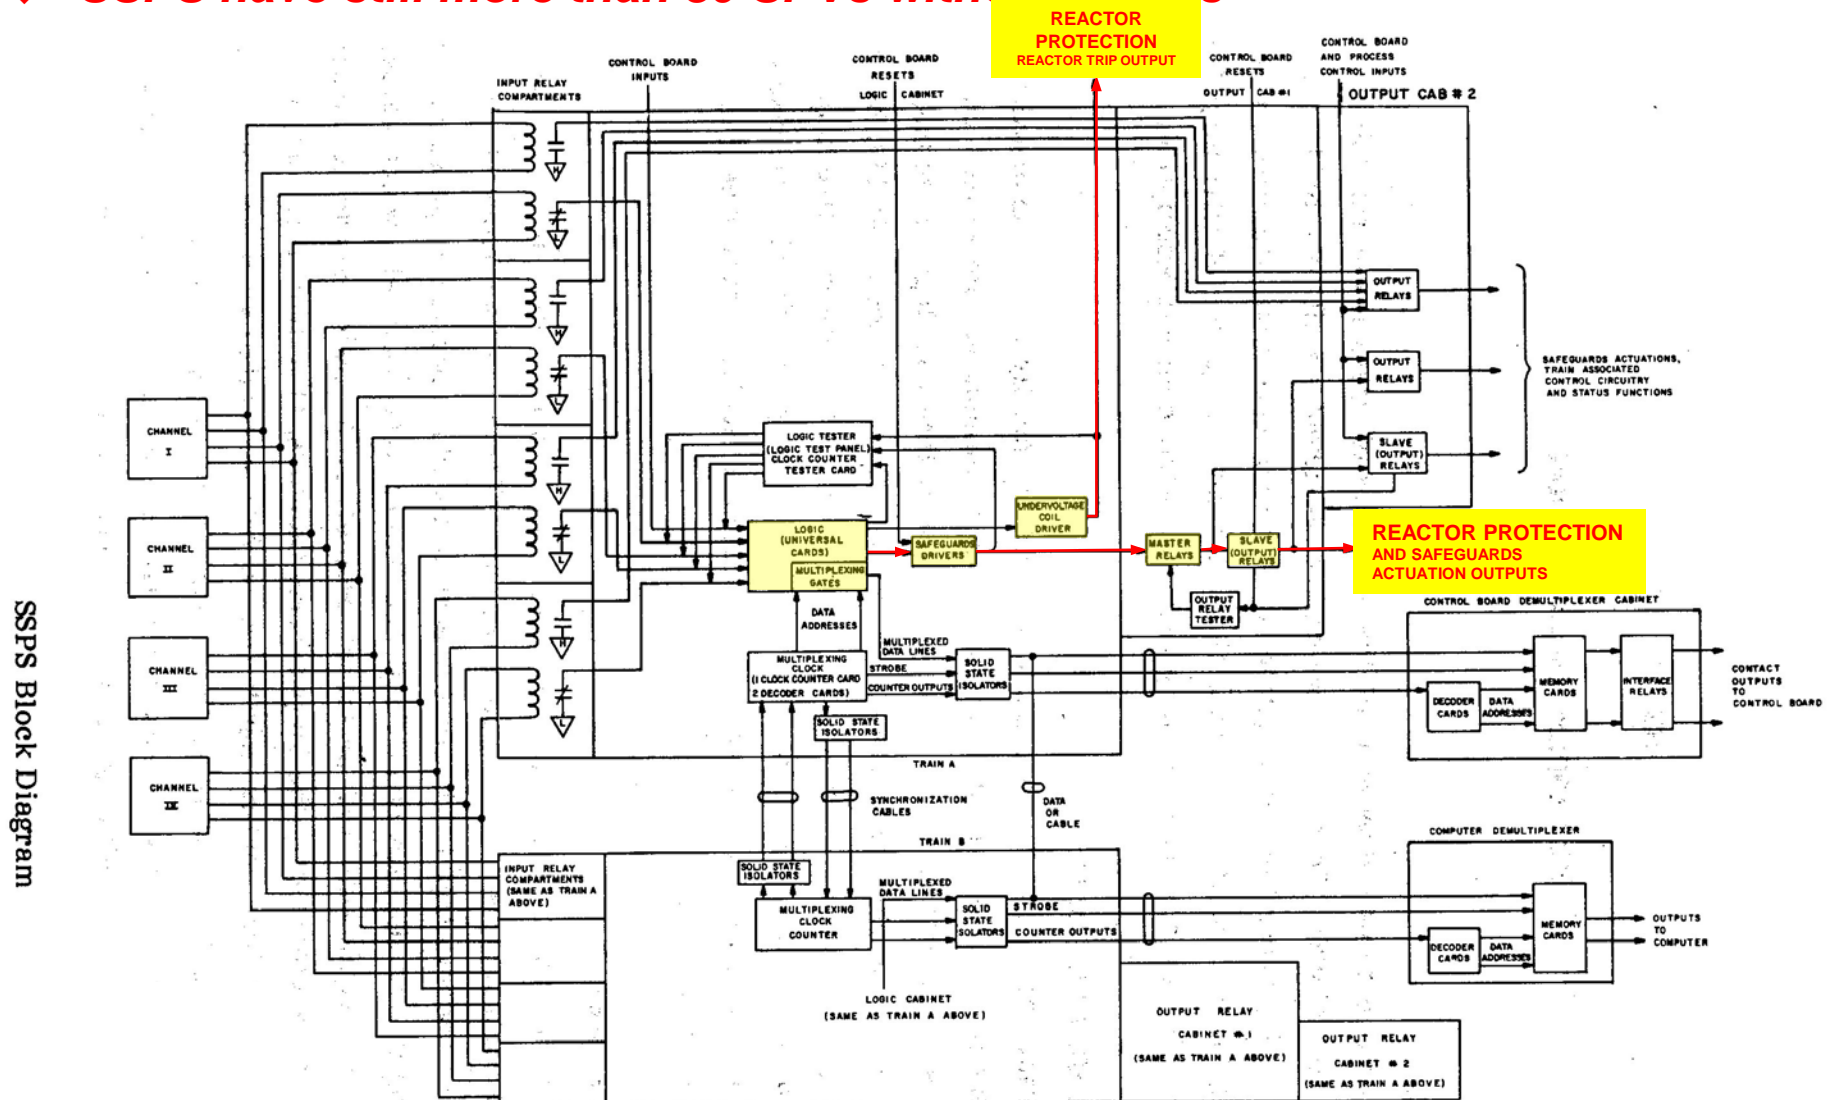 SSPS have still more than
REACTOR
PROTECTION
REACTOR TRIP OUTPUT
CONTROL BOARD
INPUTS
CONTROL BOARD
RESETS
LOGIC CABINET
CONTROL BOARD
RESETS
OUTPUT CAB #1
CONTROL BOARD
AND PROCESS
CONTROL INPUTS
OUTPUT CAB # 2
INPUT RELAY
COMPARTMENTS
H
L
H
L
H
L
H
L
CHANNEL
I
CHANNEL
II
CHANNEL
III
CHANNEL
IV
LOGIC TESTER
(LOGIC TEST PANEL)
CLOCK COUNTER
TESTER CARD
LOGIC
(UNIVERSAL
CARDS)
MULTIPLEXING
GATES
SAFEGUARDS
DRIVERS
UNDERVOLTAGE
COIL
DRIVER
MASTER
RELAYS
SLAVE
(OUTPUT)
RELAYS
OUTPUT
RELAY
TESTER
OUTPUT
RELAYS
OUTPUT
RELAYS
SLAVE
(OUTPUT)
RELAYS
SAFEGUARDS ACTUATIONS,
TRAIN ASSOCIATED
CONTROL CIRCUITRY
AND STATUS FUNCTIONS
REACTOR PROTECTION
AND SAFEGUARDS
ACTUATION OUTPUTS
DATA
ADDRESSES
MULTIPLEXED
DATA LINES
STROBE
COUNTER OUTPUTS
MULTIPLEXING
CLOCK
(1 CLOCK COUNTER CARD
2 DECODER CARDS)
SOLID STATE
ISOLATORS
SOLID
STATE
ISOLATORS
TRAIN A
CONTROL BOARD DEMULTIPLEXER CABINET
DECODER
CARDS
DATA
ADDRESSES
MEMORY
CARDS
INTERFACE
RELAYS
CONTACT
OUTPUTS
TO
CONTROL BOARD
SYNCHRONIZATION
CABLES
DATA
OR
CABLE
TRAIN B
INPUT RELAY
COMPARTMENTS
(SAME AS TRAIN A
ABOVE)
SOLID STATE
ISOLATORS
MULTIPLEXING
CLOCK
COUNTER
MULTIPLEXED
DATA LINES
SOLID
STATE
ISOLATORS
STROBE
COUNTER OUTPUTS
LOGIC CABINET
(SAME AS TRAIN A ABOVE)
COMPUTER DEMULTIPLEXER
DECODER
CARDS
DATA
ADDRESSES
MEMORY
CARDS
OUTPUTS
TO
COMPUTER
OUTPUT RELAY
CABINET # 1
(SAME AS TRAIN A ABOVE)
OUTPUT RELAY
CABINET # 2
(SAME AS TRAIN A ABOVE)
SSPS Block Diagram